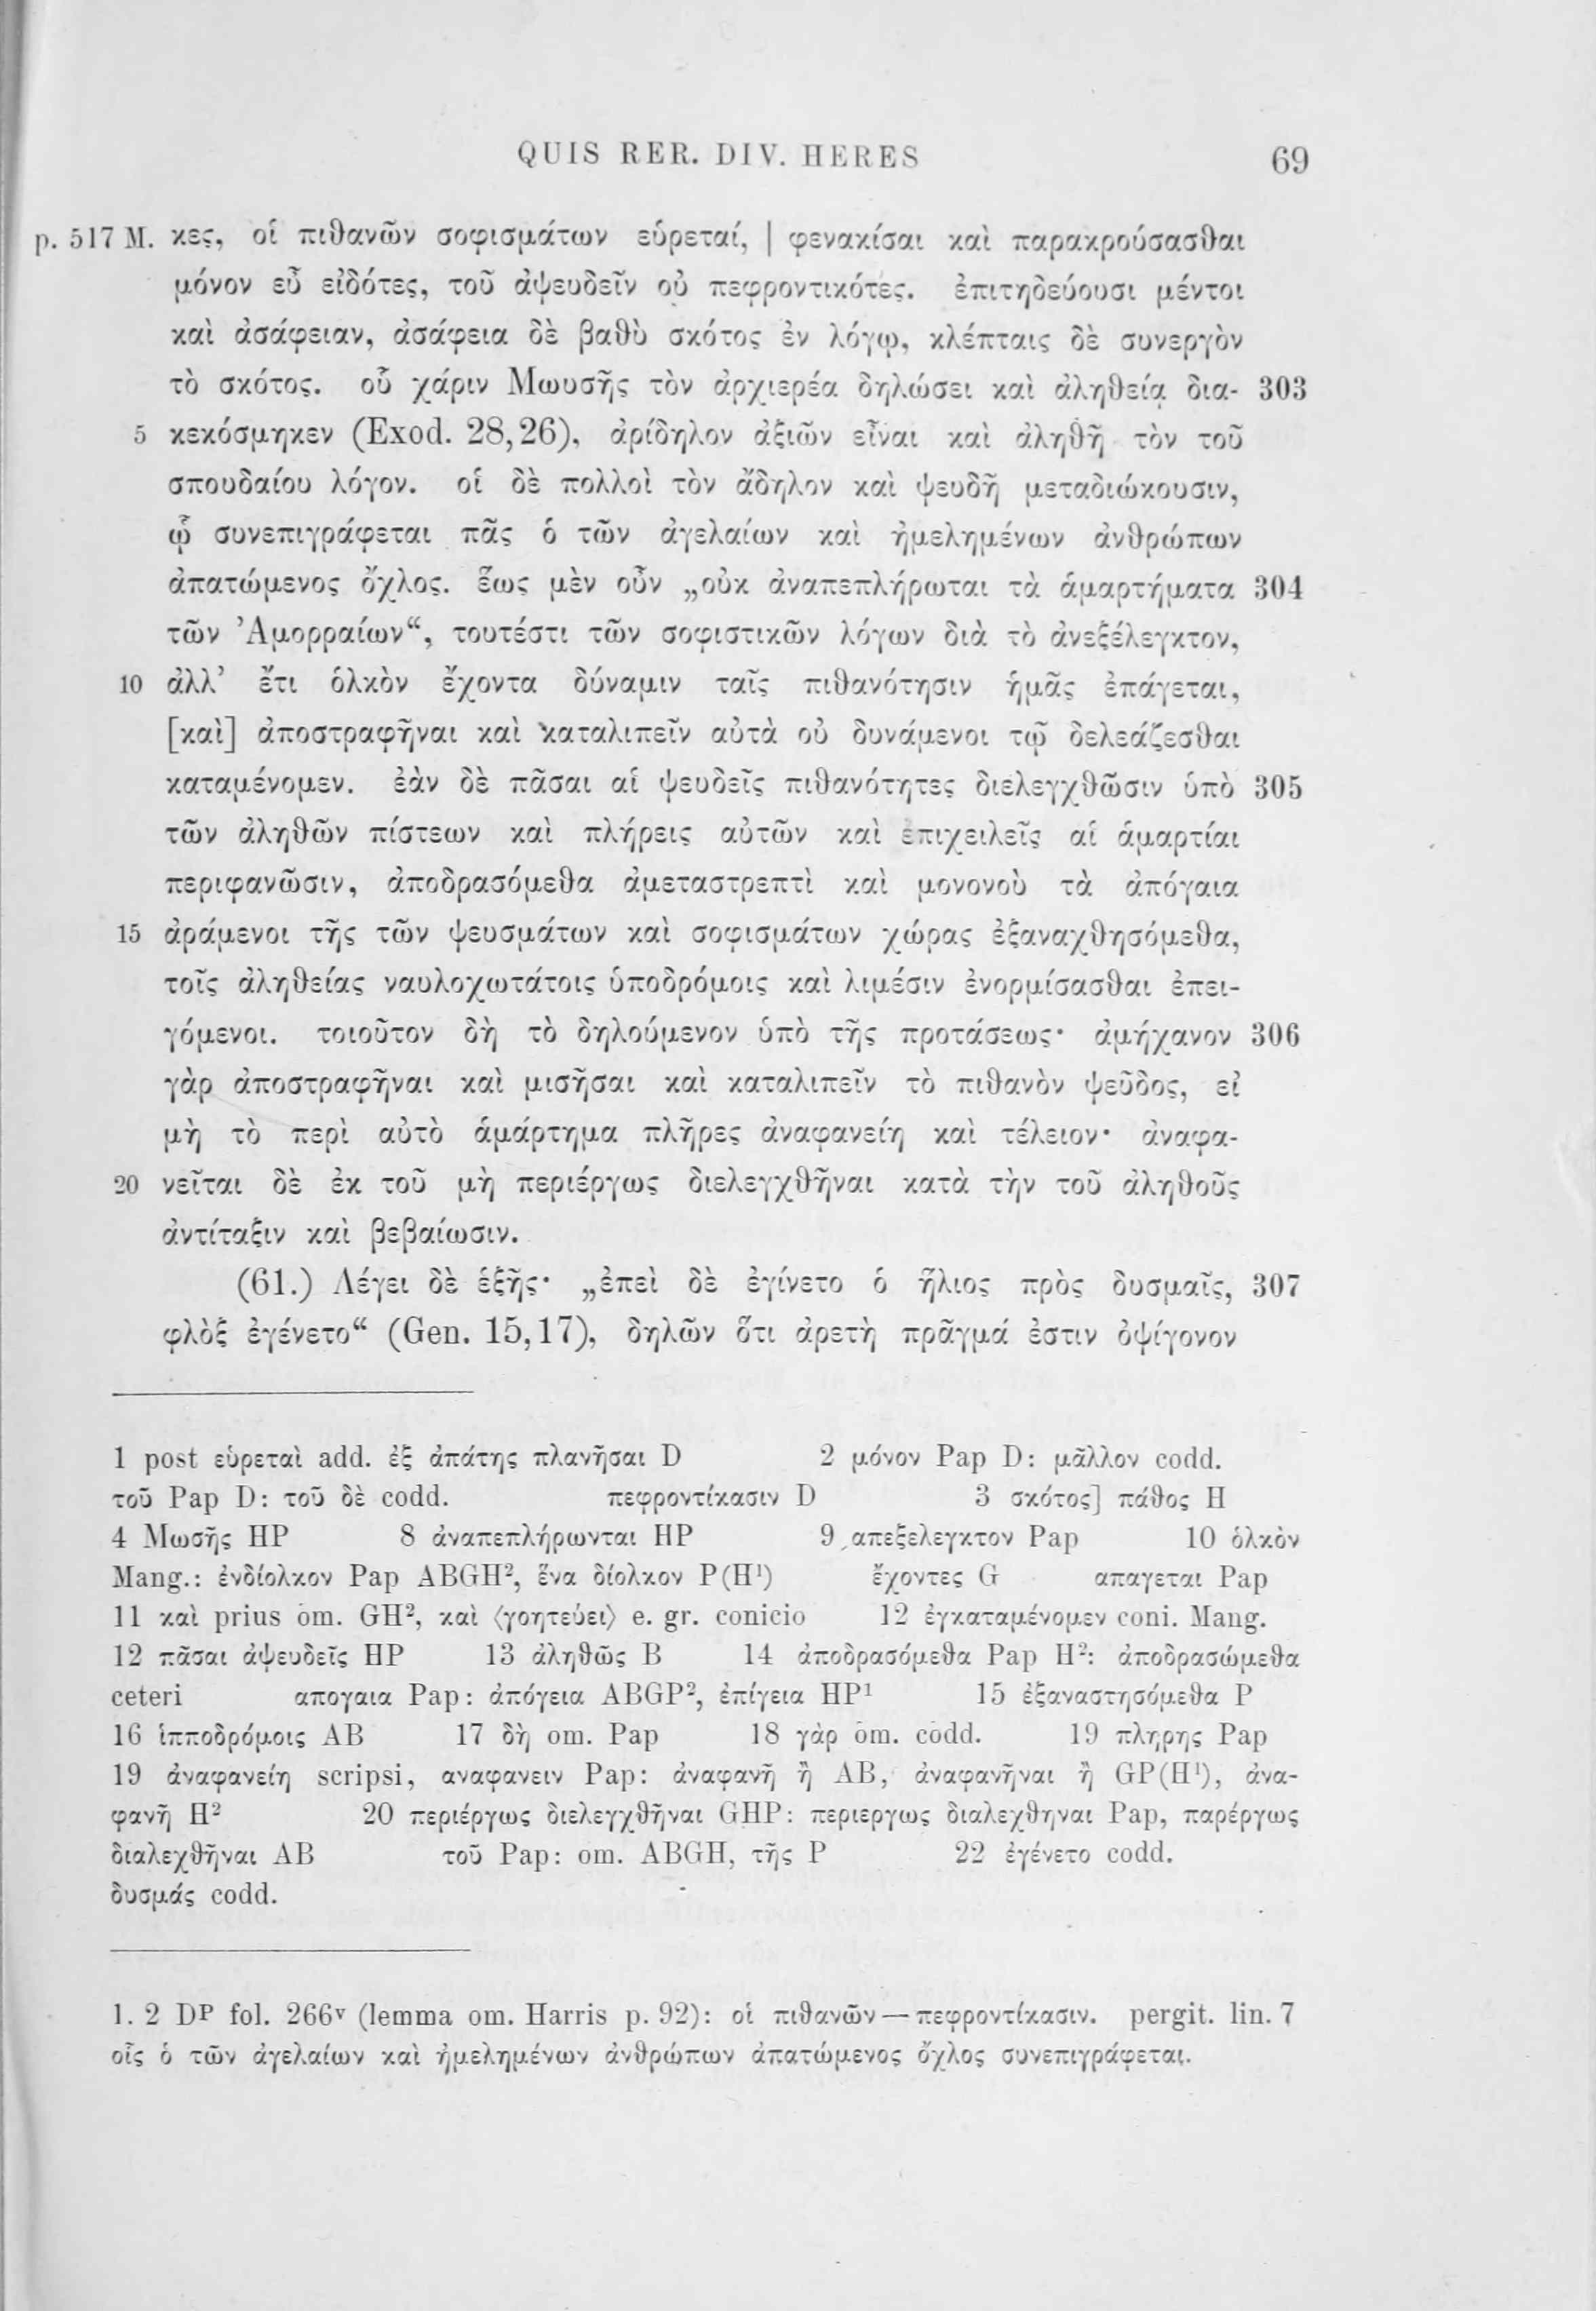 QUIS RER. DIV. HERES 69
p. 517 M. κες, οἱ πιθανῶν σοφισμάτων εὑρεταί, | φενακίσαι καὶ παρακρούσασθαι
μόνον εὖ εἰδότες, τοῦ ἀψευδεῖν οὐ πεφροντικότες. ἐπιτηδεύουσι μέντοι
καὶ ἀσάφειαν, ἀσάφεια δὲ βαθὺ σκότος ἐν λόγῳ, κλέπταις δὲ συνεργὸν
τὸ σκότος. οὗ χάριν Μωυσῆς τὸν ἀρχιερέα δηλώσει καὶ ἀληθείᾳ δια- 303
5 κεκόσμηκεν (Exod. 28,26), ἀρίδηλον ἀξιῶν εἶναι καὶ ἀληθῆ τὸν τοῦ
σπουδαίου λόγον. οἱ δὲ πολλοὶ τὸν ἄδηλον καὶ ψευδῆ μεταδιώκουσιν,
ᾧ συνεπιγράφεται πᾶς ὁ τῶν ἀγελαίων καὶ ἠμελημένων ἀνθρώπων
ἀπατώμενος ὄχλος. ἕως μὲν οὖν „οὐκ ἀναπεπλήρωται τὰ ἁμαρτήματα 304
τῶν Ἀμορραίων“, τουτέστι τῶν σοφιστικῶν λόγων διὰ τὸ ἀνεξέλεγκτον,
10 ἀλλ’ ἔτι ὁλκὸν ἔχοντα δύναμιν ταῖς πιθανότησιν ἡμᾶς ἐπάγεται,
[καὶ] ἀποστραφῆναι καὶ καταλιπεῖν αὐτὰ οὐ δυνάμενοι τῷ δελεάζεσθαι
καταμένομεν. ἐὰν δὲ πᾶσαι αἱ ψευδεῖς πιθανότητες διελεγχθῶσιν ὑπὸ 305
τῶν ἀληθῶν πίστεων καὶ πλήρεις αὐτῶν καὶ ἐπιχειλεῖς αἱ ἁμαρτίαι
περιφανῶσιν, ἀποδρασόμεθα ἀμεταστρεπτὶ καὶ μονονοὺ τὰ ἀπόγαια
15 ἀράμενοι τῆς τῶν ψευσμάτων καὶ σοφισμάτων χώρας ἐξαναχθησόμεθα,
τοῖς ἀληθείας ναυλοχωτάτοις ὑποδρόμοις καὶ λιμέσιν ἐνορμίσασθαι ἐπει-
γόμενοι. τοιοῦτον δὴ τὸ δηλούμενον ὑπὸ τῆς προτάσεως· ἀμήχανον 306
γὰρ ἀποστραφῆναι καὶ μισῆσαι καὶ καταλιπεῖν τὸ πιθανὸν ψεῦδος, εἰ
μὴ τὸ περὶ αὐτὸ ἁμάρτημα πλῆρες ἀναφανείη καὶ τέλειον· ἀναφα-
20 νεῖται δὲ ἐκ τοῦ μὴ περιέργως διελεγχθῆναι κατὰ τὴν τοῦ ἀληθοῦς
ἀντίταξιν καὶ βεβαίωσιν.
(61.) Λέγει δὲ ἑξῆς· „ἐπεὶ δὲ ἐγίνετο ὁ ἥλιος πρὸς δυσμαῖς, 307
φλὸξ ἐγένετο“ (Gen. 15,17), δηλῶν ὅτι ἀρετὴ πρᾶγμά ἐστιν ὀψίγονον
1 post εὑρεταὶ add. ἐξ ἀπάτης πλανῆσαι D 2 μόνον Pap D: μᾶλλον codd.
τοῦ Pap D: τοῦ δὲ codd. πεφροντίκασιν D 3 σκότος] πάθος H
4 Μωσῆς HP 8 ἀναπεπλήρωνται HP 9 απεξελεγκτον Pap 10 ὁλκὸν
Mang.: ἐνδίολκον Pap ABGH², ἕνα δίολκον P(H¹) ἔχοντες G απαγεται Pap
11 καὶ prius om. GH², καὶ ⟨γοητεύει⟩ e. gr. conicio 12 ἐγκαταμένομεν coni. Mang.
12 πᾶσαι ἀψευδεῖς HP 13 ἀληθῶς B 14 ἀποδρασόμεθα Pap H²: ἀποδρασώμεθα
ceteri απογαια Pap: ἀπόγεια ABGP², ἐπίγεια HP¹ 15 ἐξαναστησόμεθα P
16 ἱπποδρόμοις AB 17 δὴ om. Pap 18 γὰρ om. codd. 19 πληρης Pap
19 ἀναφανείη scripsi, αναφανειν Pap: ἀναφανῆ ἢ AB, ἀναφανῆναι ἢ GP(H¹), ἀνα-
φανῆ H² 20 περιέργως διελεγχθῆναι GHP: περιεργως διαλεχθηναι Pap, παρέργως
διαλεχθῆναι AB τοῦ Pap: om. ABGH, τῆς P 22 ἐγένετο codd.
δυσμάς codd.
1. 2 Dᴾ fol. 266ᵛ (lemma om. Harris p. 92): οἱ πιθανῶν — πεφροντίκασιν. pergit. lin. 7
οἷς ὁ τῶν ἀγελαίων καὶ ἠμελημένων ἀνθρώπων ἀπατώμενος ὄχλος συνεπιγράφεται.